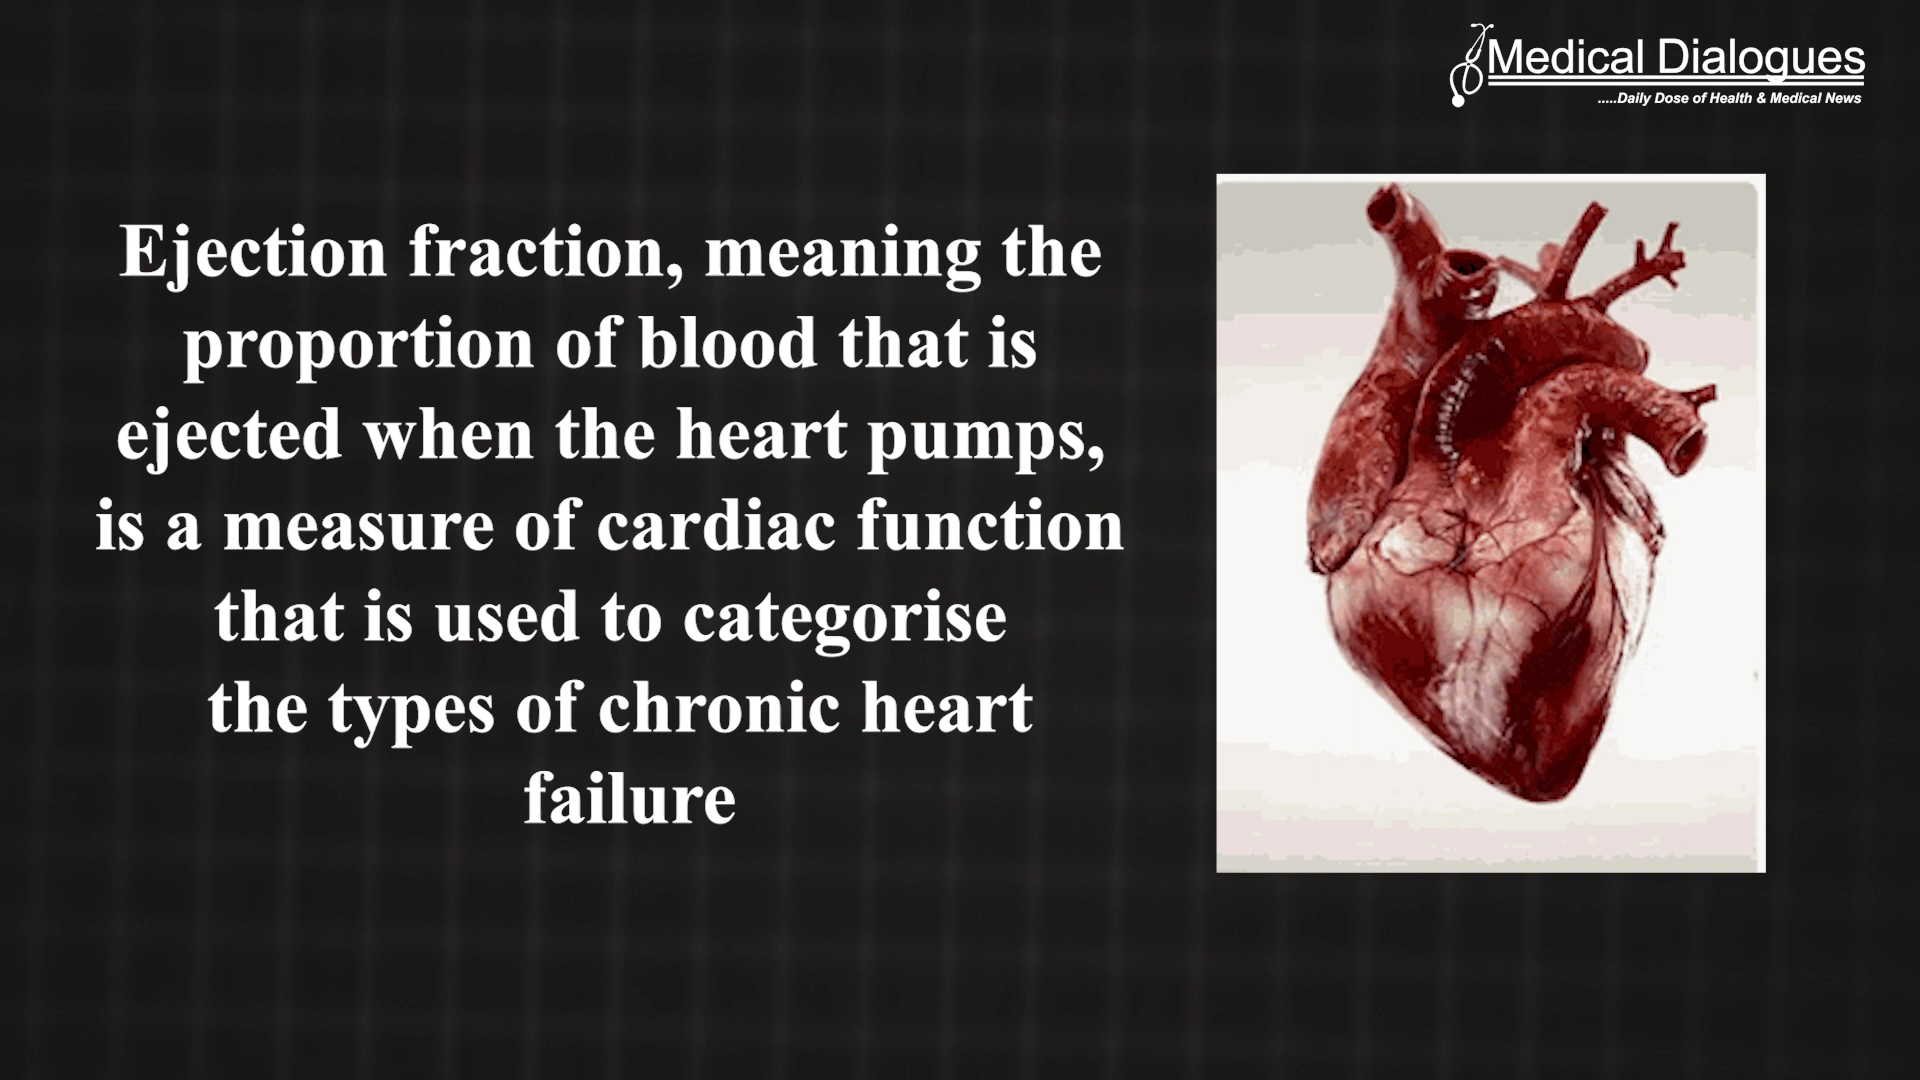 Medical Dialogues
.....Daily Dose of Health & Medical News
Ejection fraction, meaning the
proportion of blood that is
ejected when the heart pumps,
is a measure of cardiac function
that is used to categorise
the types of chronic heart
failure